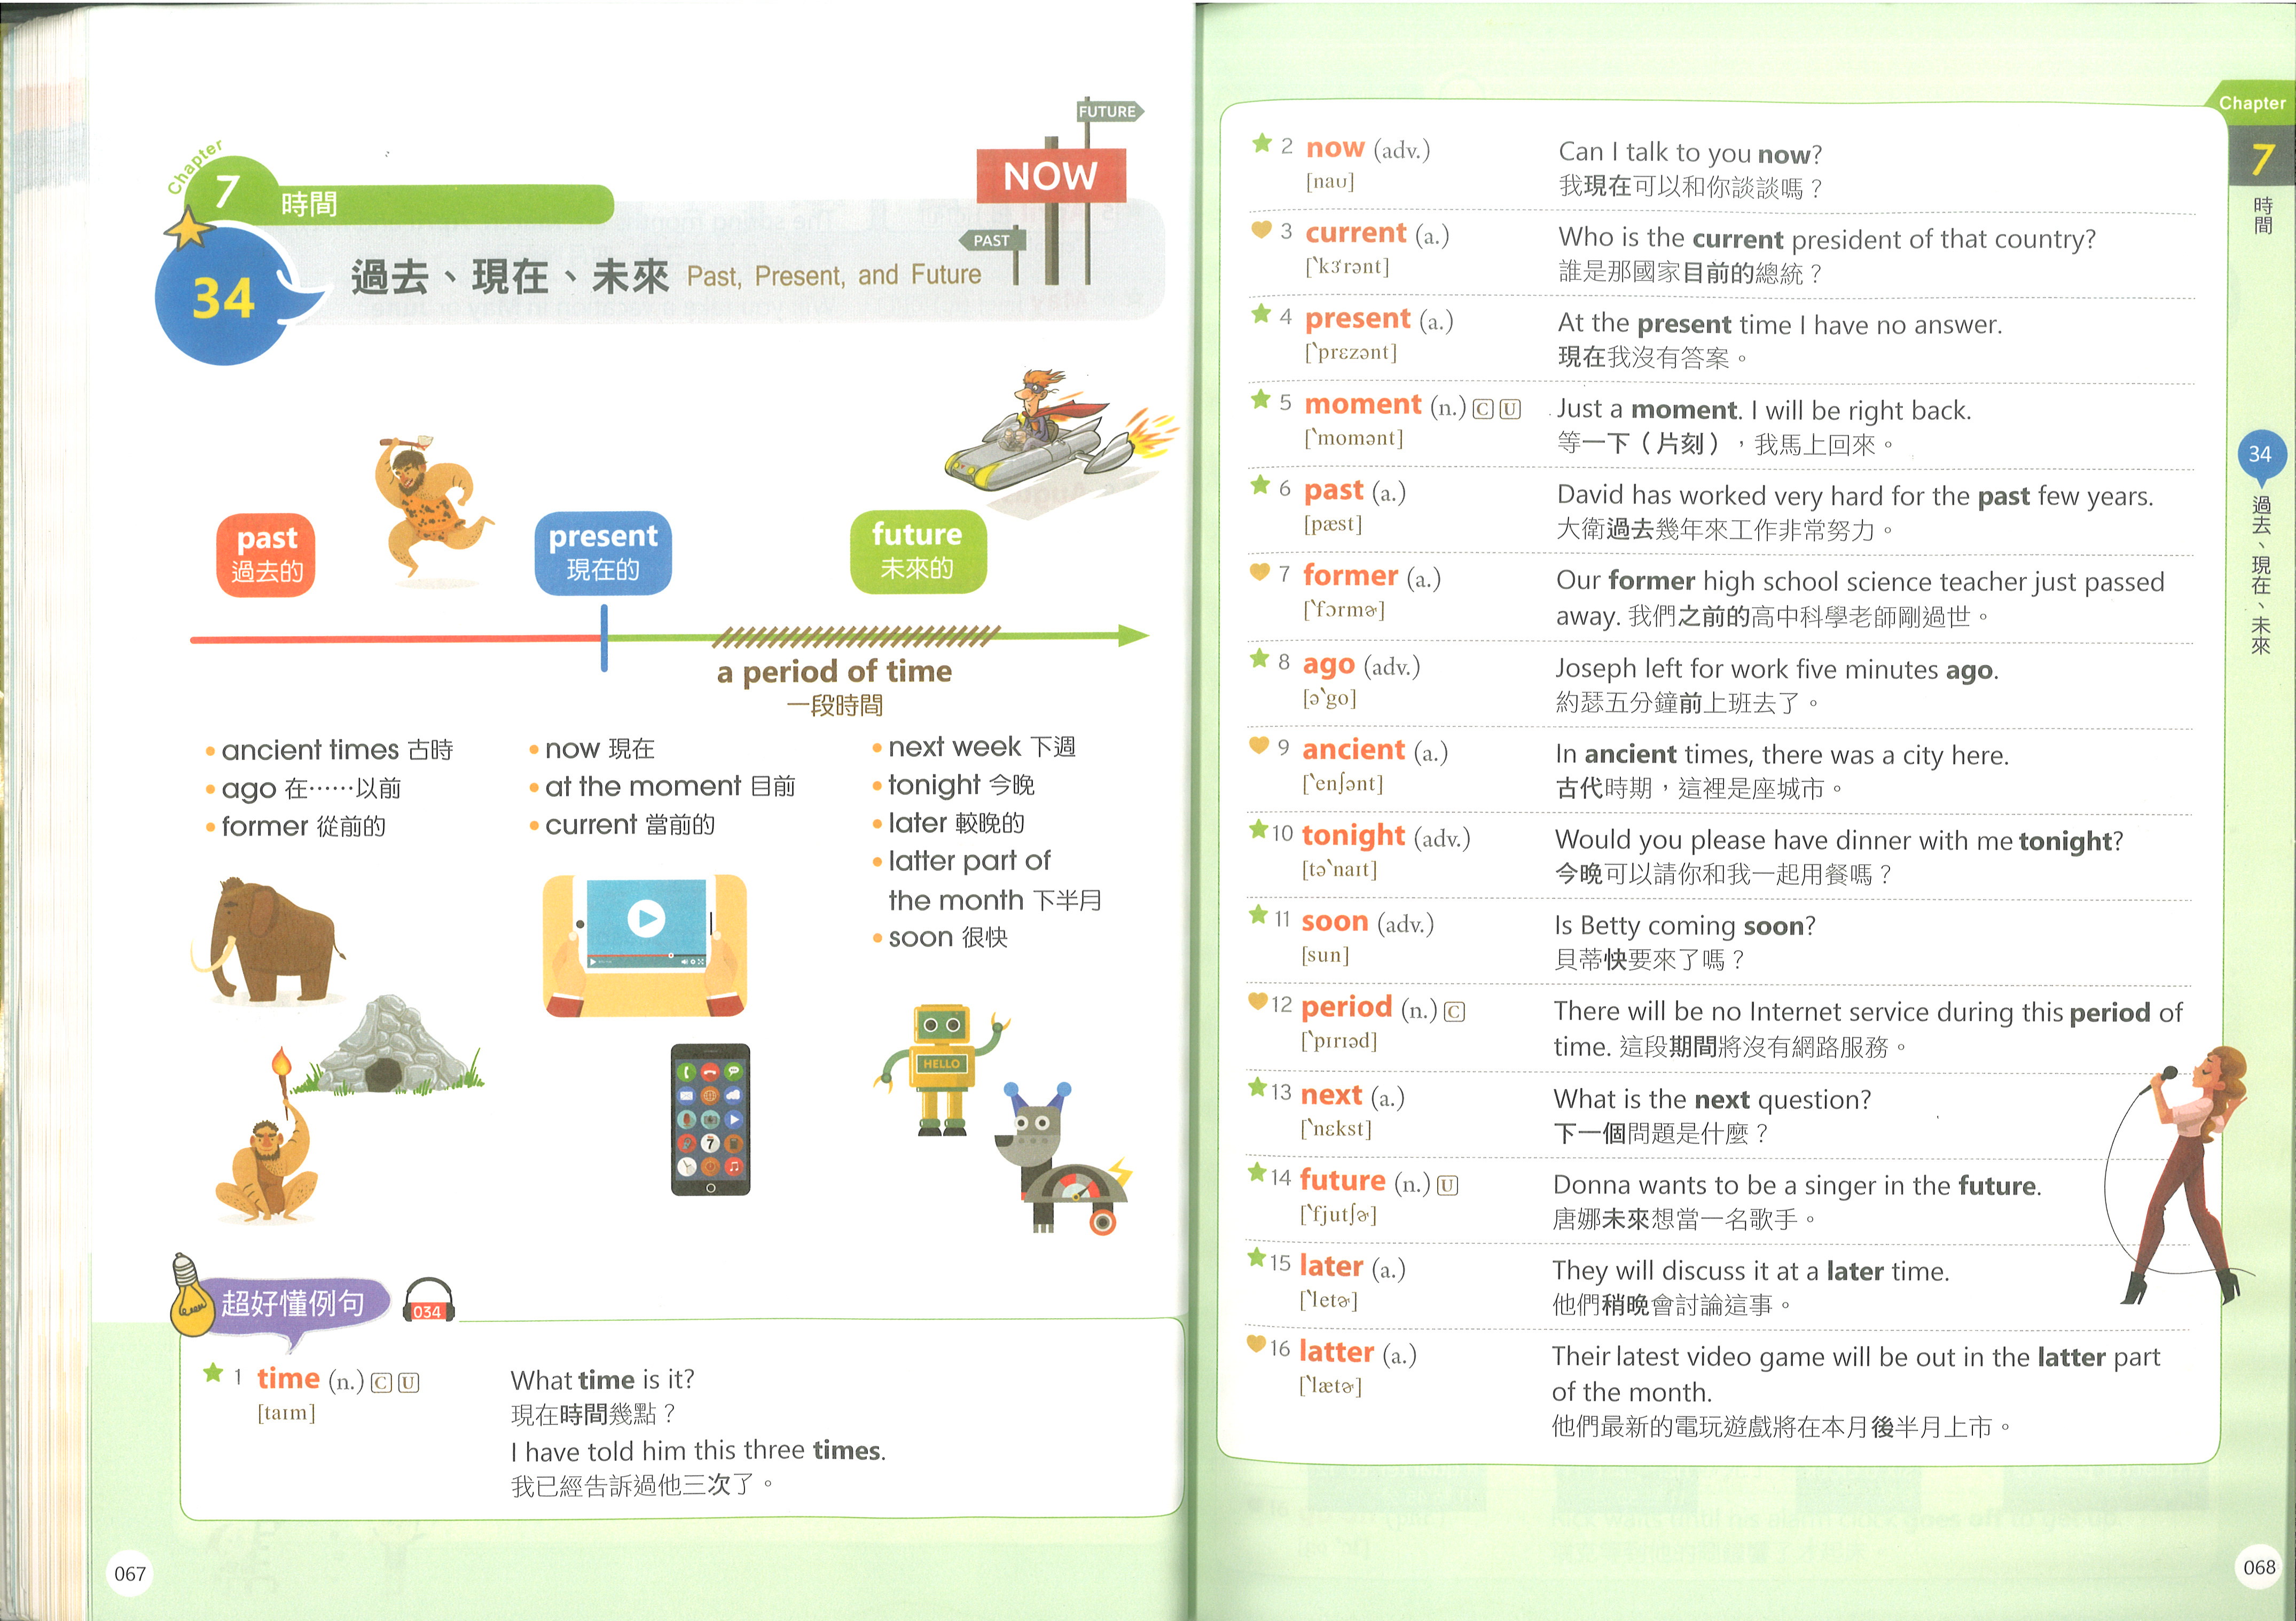 Chapter
7
時間
34
過去、現在、未來 Past, Present, and Future
FUTURE
NOW
PAST
past
過去的
present
現在的
future
未來的
a period of time
一段時間
• ancient times 古時
• ago 在……以前
• former 從前的
• now 現在
• at the moment 目前
• current 當前的
• next week 下週
• tonight 今晚
• later 較晚的
• latter part of
the month 下半月
• soon 很快
7
HELLO
超好懂例句
034
★ 1 time (n.) C U
[taɪm]
What time is it?
現在時間幾點？
I have told him this three times.
我已經告訴過他三次了。
067
★ 2 now (adv.)
[naʊ]
Can I talk to you now?
我現在可以和你談談嗎？
3 current (a.)
[ˋkɝənt]
Who is the current president of that country?
誰是那國家目前的總統？
★ 4 present (a.)
[ˋprɛzənt]
At the present time I have no answer.
現在我沒有答案。
★ 5 moment (n.) C U
[ˋmomənt]
Just a moment. I will be right back.
等一下（片刻），我馬上回來。
★ 6 past (a.)
[pæst]
David has worked very hard for the past few years.
大衛過去幾年來工作非常努力。
7 former (a.)
[ˋfɔrmɚ]
Our former high school science teacher just passed
away. 我們之前的高中科學老師剛過世。
★ 8 ago (adv.)
[əˋgo]
Joseph left for work five minutes ago.
約瑟五分鐘前上班去了。
9 ancient (a.)
[ˋenʃənt]
In ancient times, there was a city here.
古代時期，這裡是座城市。
★ 10 tonight (adv.)
[təˋnaɪt]
Would you please have dinner with me tonight?
今晚可以請你和我一起用餐嗎？
★ 11 soon (adv.)
[sun]
Is Betty coming soon?
貝蒂快要來了嗎？
12 period (n.) C
[ˋpɪrɪəd]
There will be no Internet service during this period of
time. 這段期間將沒有網路服務。
★ 13 next (a.)
[ˋnɛkst]
What is the next question?
下一個問題是什麼？
★ 14 future (n.) U
[ˋfjutʃɚ]
Donna wants to be a singer in the future.
唐娜未來想當一名歌手。
★ 15 later (a.)
[ˋletɚ]
They will discuss it at a later time.
他們稍晚會討論這事。
16 latter (a.)
[ˋlætɚ]
Their latest video game will be out in the latter part
of the month.
他們最新的電玩遊戲將在本月後半月上市。
Chapter
7
時間
34
過去、現在、未來
068